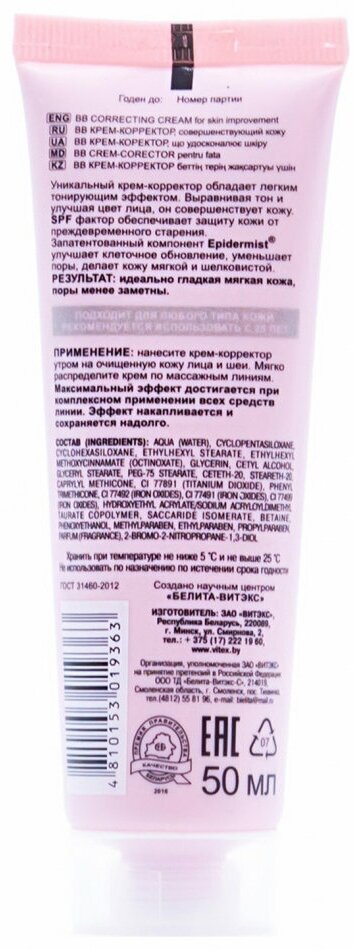 Годен до: Номер партии
ENG BB CORRECTING CREAM for skin improvement
RU BB КРЕМ-КОРРЕКТОР, совершенствующий кожу
UA BB КРЕМ-КОРЕКТОР, що удосконалює шкіру
MD BB CREM-CORECTOR pentru fata
KZ BB КРЕМ-КОРРЕКТОР беттің терің жақсартуы үшін
Уникальный крем-корректор обладает легким
тонирующим эффектом. Выравнивая тон и
улучшая цвет лица, он совершенствует кожу.
SPF фактор обеспечивает защиту кожи от
преждевременного старения.
Запатентованный компонент Epidermist®
улучшает клеточное обновление, уменьшает
поры, делает кожу мягкой и шелковистой.
РЕЗУЛЬТАТ: идеально гладкая мягкая кожа,
поры менее заметны.
ПОДХОДИТ ДЛЯ ЛЮБОГО ТИПА КОЖИ
РЕКОМЕНДУЕТСЯ ИСПОЛЬЗОВАТЬ С 25 ЛЕТ
ПРИМЕНЕНИЕ: нанесите крем-корректор
утром на очищенную кожу лица и шеи. Мягко
распределите крем по массажным линиям.
Максимальный эффект достигается при
комплексном применении всех средств
линии. Эффект накапливается и
сохраняется надолго.
СОСТАВ (INGREDIENTS): AQUA (WATER), CYCLOPENTASILOXANE,
CYCLOHEXASILOXANE, ETHYLHEXYL STEARATE, ETHYLHEXYL
METHOXYCINNAMATE (OCTINOXATE), GLYCERIN, CETYL ALCOHOL,
GLYCERYL STEARATE, PEG-75 STEARATE, CETETH-20, STEARETH-20,
CAPRYLYL METHICONE, CI 77891 (TITANIUM DIOXIDE), PHENYL
TRIMETHICONE, CI 77492 (IRON OXIDES), CI 77491 (IRON OXIDES), CI 77499
(IRON OXIDES), HYDROXYETHYL ACRYLATE/SODIUM ACRYLOYLDIMETHYL
TAURATE COPOLYMER, SACCARIDE ISOMERATE, BETAINE,
PHENOXYETHANOL, METHYLPARABEN, ETHYLPARABEN, PROPYLPARABEN,
PARFUM (FRAGRANCE), 2-BROMO-2-NITROPROPANE-1,3-DIOL
Хранить при температуре не ниже 5 °С и не выше 25 °С
Не использовать по назначению по истечении срока годности
ГОСТ 31460-2012
Создано научным центром
«БЕЛИТА-ВИТЭКС»
ИЗГОТОВИТЕЛЬ: ЗАО «ВИТЭКС»,
Республика Беларусь, 220089,
г. Минск, ул. Смирнова, 2,
тел.: + 375 (17) 222 19 60,
www.vitex.by
Организация, уполномоченная ЗАО «ВИТЭКС»
на принятие претензий в Российской Федерации
ООО ТД «Белита-Витэкс-С», 214015
Смоленская область, г. Смоленск, пос. Тихвино,
тел.(4812) 55 81 96, e-mail: bielita@mail.ru
4 810153 019363
ПРЕМИЯ ПРАВИТЕЛЬСТВА
КАЧЕСТВО
БЕЛАРУСЬ
2016
EAC
07
50 МЛ